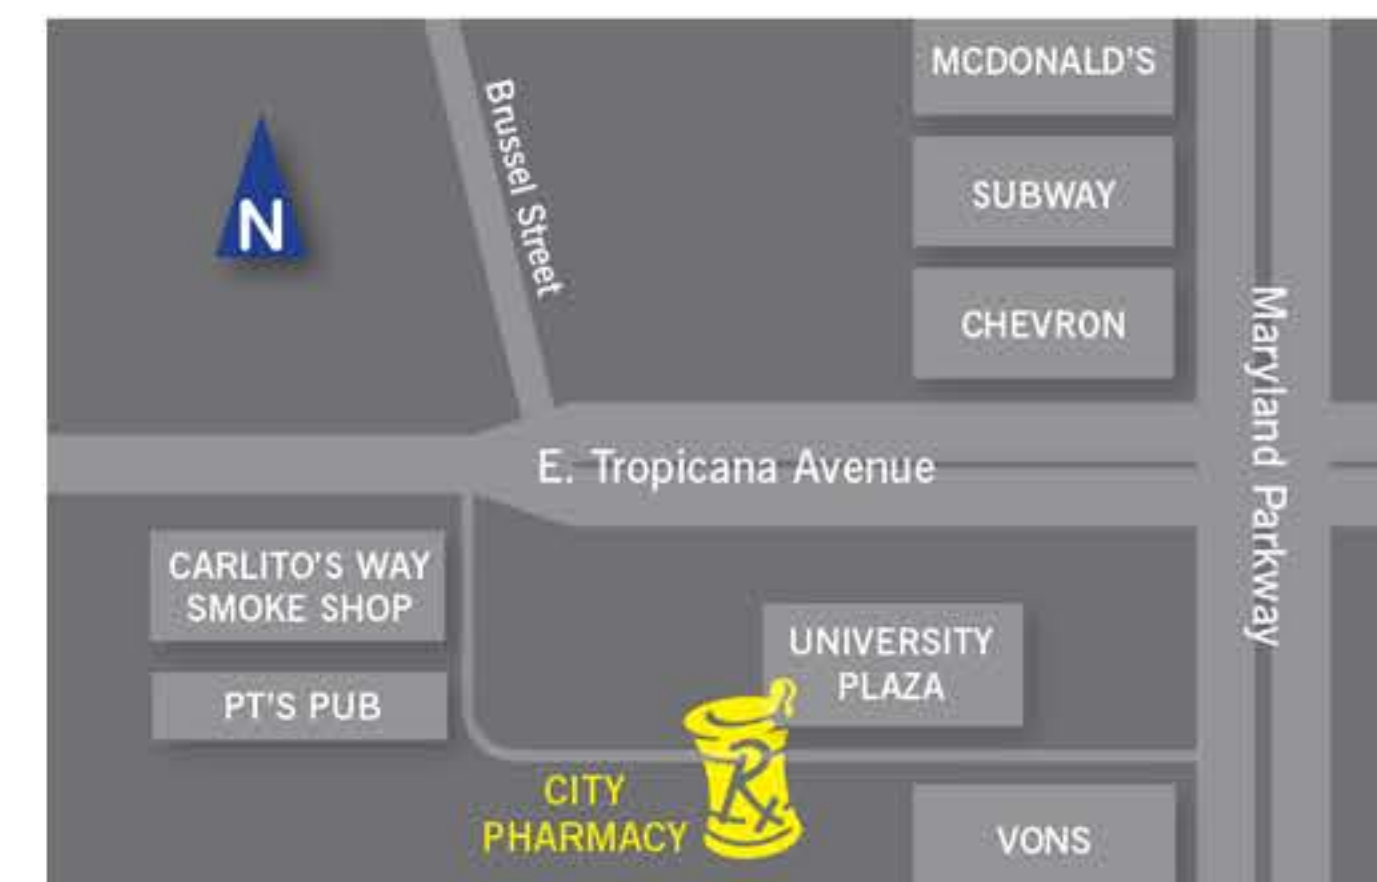 MCDONALD'S
Brussel Street
N
SUBWAY
CHEVRON
Maryland Parkway
E. Tropicana Avenue
CARLITO'S WAY
SMOKE SHOP
UNIVERSITY
PLAZA
PT'S PUB
Rx
CITY
PHARMACY
VONS